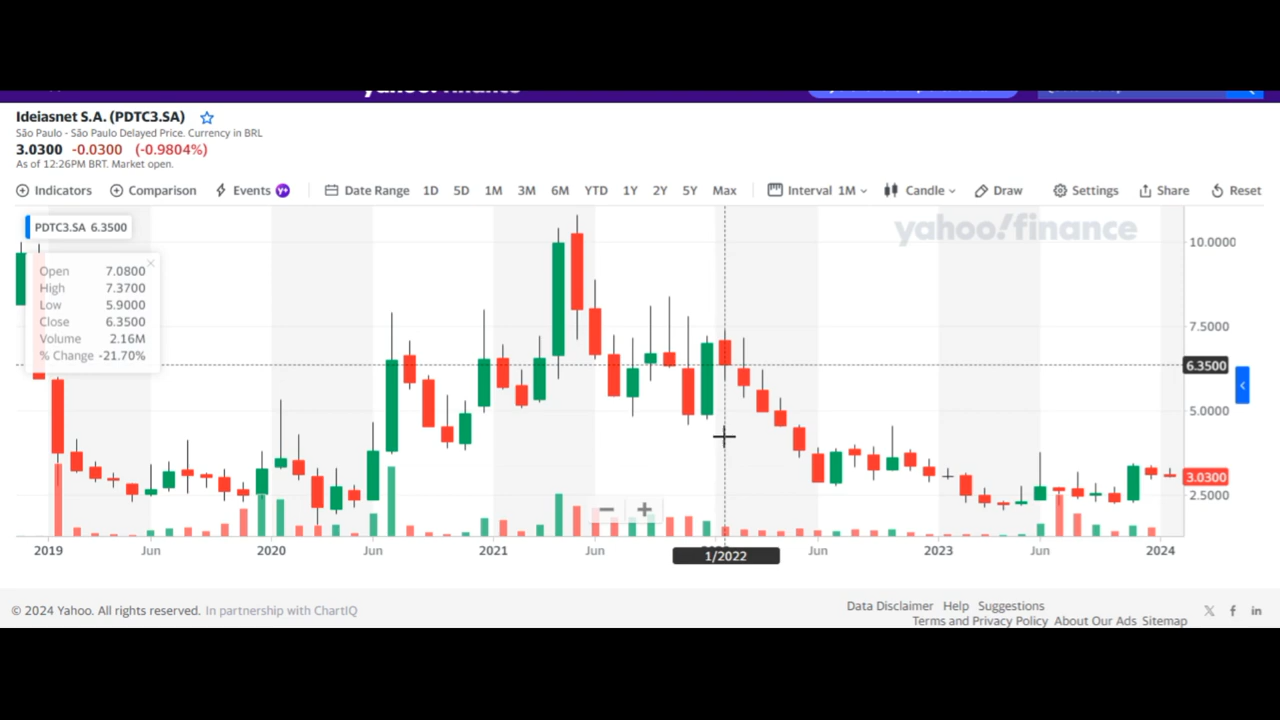 Ideiasnet S.A. (PDTC3.SA)
São Paulo - São Paulo Delayed Price. Currency in BRL
3.0300 -0.0300 (-0.9804%)
As of 12:26PM BRT. Market open.
Indicators Comparison Events Y+ Date Range 1D 5D 1M 3M 6M YTD 1Y 2Y 5Y Max Interval 1M Candle Draw Settings Share Reset
PDTC3.SA 6.3500
yahoo!finance
Open 7.0800
High 7.3700
Low 5.9000
Close 6.3500
Volume 2.16M
% Change -21.70%
10.0000
7.5000
6.3500
5.0000
3.0300
2.5000
2019 Jun 2020 Jun 2021 Jun 1/2022 Jun 2023 Jun 2024
© 2024 Yahoo. All rights reserved. In partnership with ChartIQ
Data Disclaimer Help Suggestions
Terms and Privacy Policy About Our Ads Sitemap